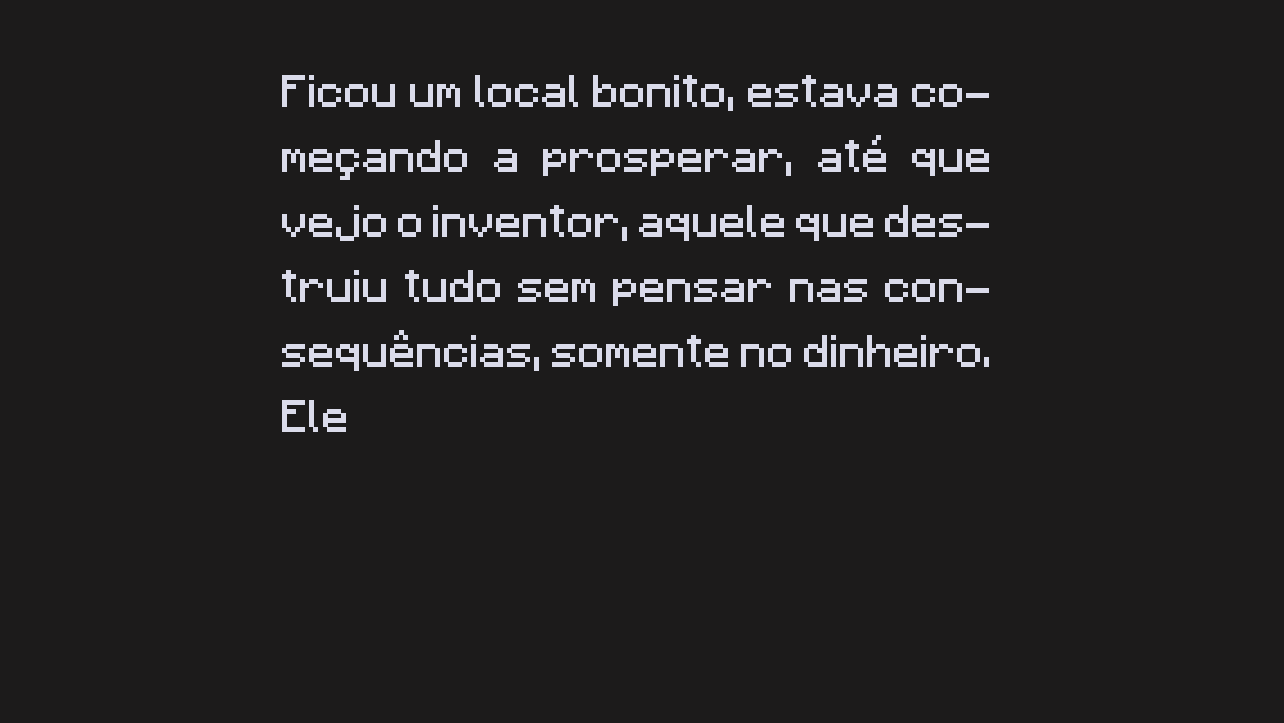 Ficou um local bonito, estava co-
meçando a prosperar, até que
vejo o inventor, aquele que des-
truiu tudo sem pensar nas con-
sequências, somente no dinheiro.
Ele